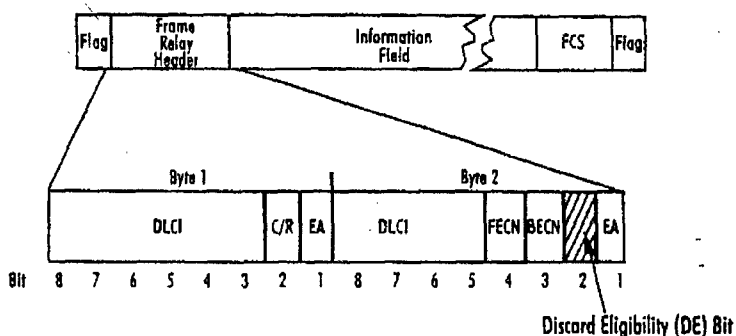 Flag Frame Relay Header Information Field FCS Flag
Byte 1 Byte 2
DLCI C/R EA DLCI FECN BECN EA
Bit 8 7 6 5 4 3 2 1 8 7 6 5 4 3 2 1
Discard Eligibility (DE) Bit